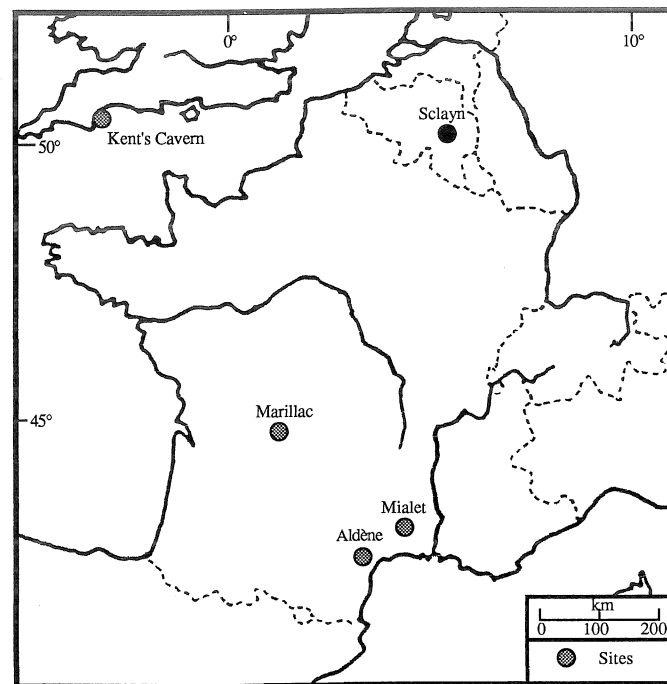 0°
10°
Sclayn
Kent's Cavern
50°
45°
Marillac
Mialet
Aldène
km
0 100 200
Sites